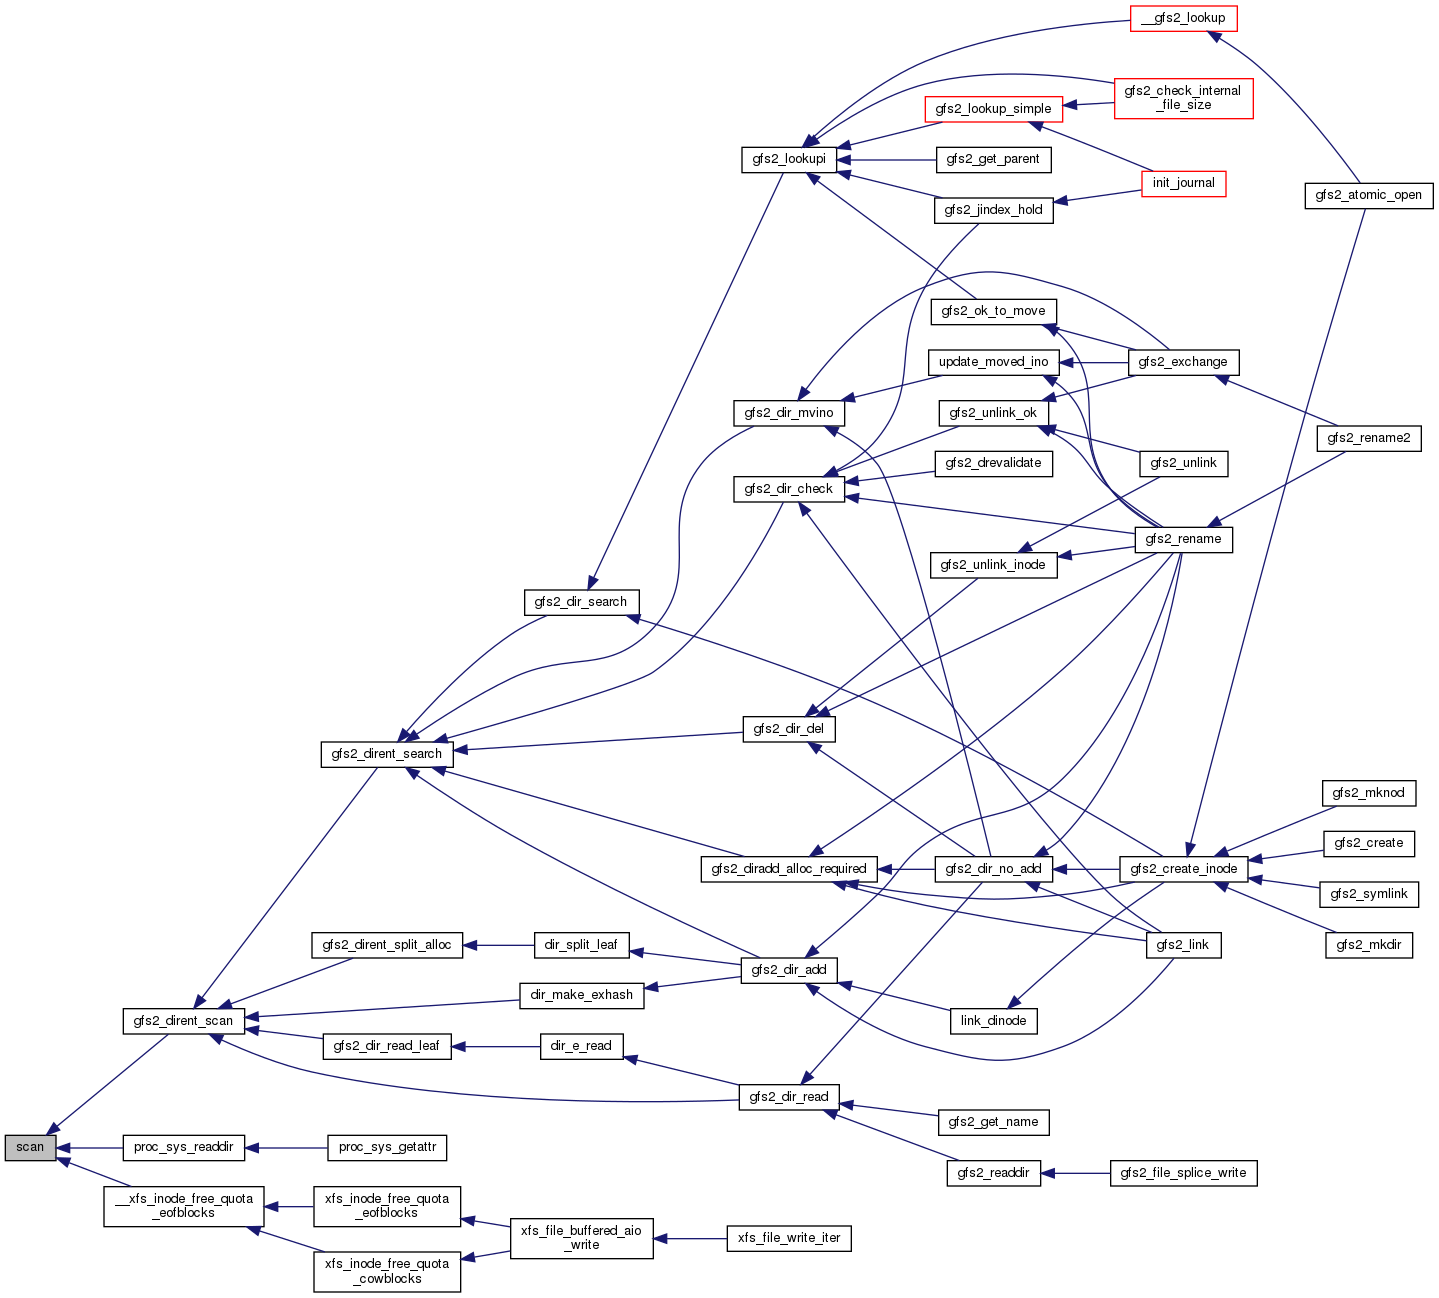 __gfs2_lookup
gfs2_check_internal
_file_size
gfs2_lookup_simple
gfs2_lookupi
gfs2_get_parent
init_journal
gfs2_atomic_open
gfs2_jindex_hold
gfs2_ok_to_move
update_moved_ino
gfs2_exchange
gfs2_dir_mvino
gfs2_unlink_ok
gfs2_rename2
gfs2_drevalidate
gfs2_unlink
gfs2_dir_check
gfs2_rename
gfs2_unlink_inode
gfs2_dir_search
gfs2_dir_del
gfs2_dirent_search
gfs2_mknod
gfs2_create
gfs2_diradd_alloc_required
gfs2_dir_no_add
gfs2_create_inode
gfs2_symlink
gfs2_dirent_split_alloc
dir_split_leaf
gfs2_link
gfs2_mkdir
gfs2_dir_add
dir_make_exhash
gfs2_dirent_scan
link_dinode
gfs2_dir_read_leaf
dir_e_read
gfs2_dir_read
gfs2_get_name
scan
proc_sys_readdir
proc_sys_getattr
gfs2_readdir
gfs2_file_splice_write
__xfs_inode_free_quota
_eofblocks
xfs_inode_free_quota
_eofblocks
xfs_file_buffered_aio
_write
xfs_file_write_iter
xfs_inode_free_quota
_cowblocks